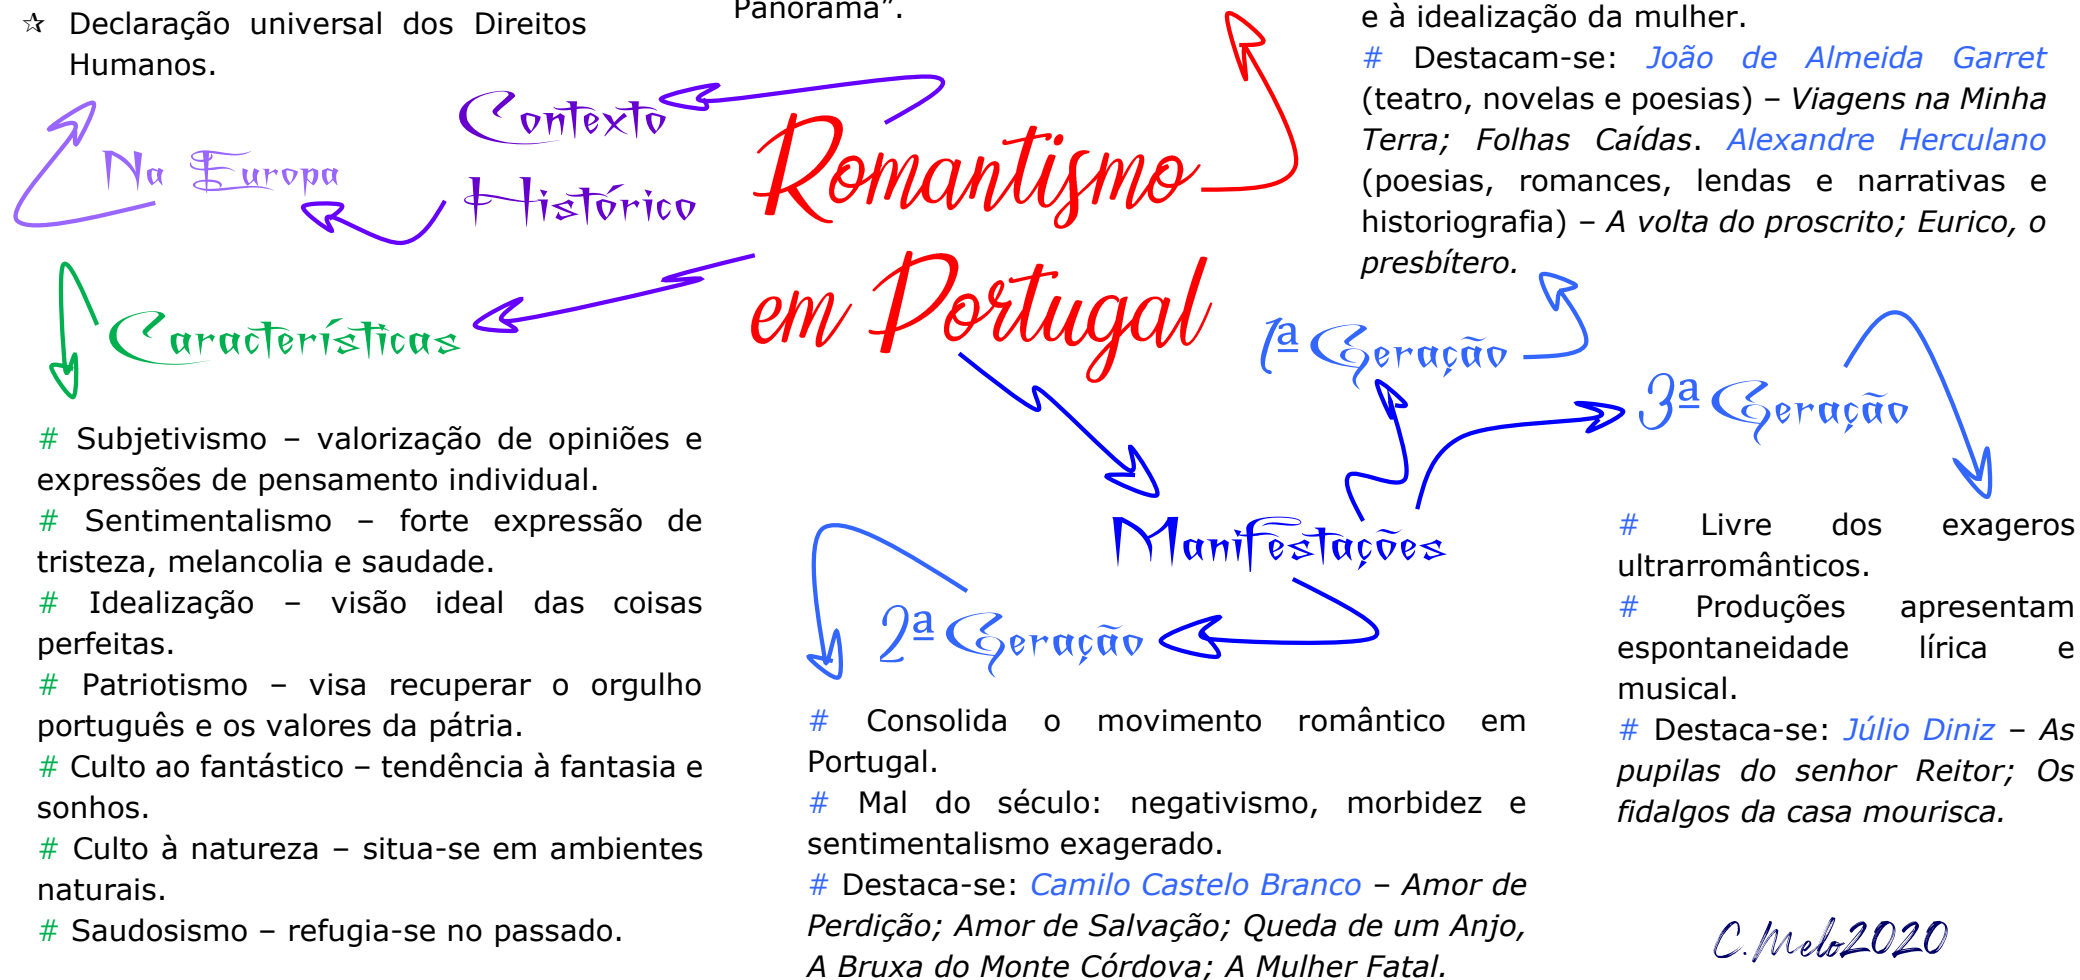 ☆ Declaração universal dos Direitos
Humanos.
Panorama”.
e à idealização da mulher.
# Destacam-se: João de Almeida Garret
(teatro, novelas e poesias) – Viagens na Minha
Terra; Folhas Caídas. Alexandre Herculano
(poesias, romances, lendas e narrativas e
historiografia) – A volta do proscrito; Eurico, o
presbítero.
Contexto
Histórico
Na Europa
Romantismo
em Portugal
Características
# Subjetivismo – valorização de opiniões e
expressões de pensamento individual.
# Sentimentalismo – forte expressão de
tristeza, melancolia e saudade.
# Idealização – visão ideal das coisas
perfeitas.
# Patriotismo – visa recuperar o orgulho
português e os valores da pátria.
# Culto ao fantástico – tendência à fantasia e
sonhos.
# Culto à natureza – situa-se em ambientes
naturais.
# Saudosismo – refugia-se no passado.
Manifestações
1ª Geração
2ª Geração
# Consolida o movimento romântico em
Portugal.
# Mal do século: negativismo, morbidez e
sentimentalismo exagerado.
# Destaca-se: Camilo Castelo Branco – Amor de
Perdição; Amor de Salvação; Queda de um Anjo,
A Bruxa do Monte Córdova; A Mulher Fatal.
3ª Geração
# Livre dos exageros
ultrarromânticos.
# Produções apresentam
espontaneidade lírica e
musical.
# Destaca-se: Júlio Diniz – As
pupilas do senhor Reitor; Os
fidalgos da casa mourisca.
C.Melo2020